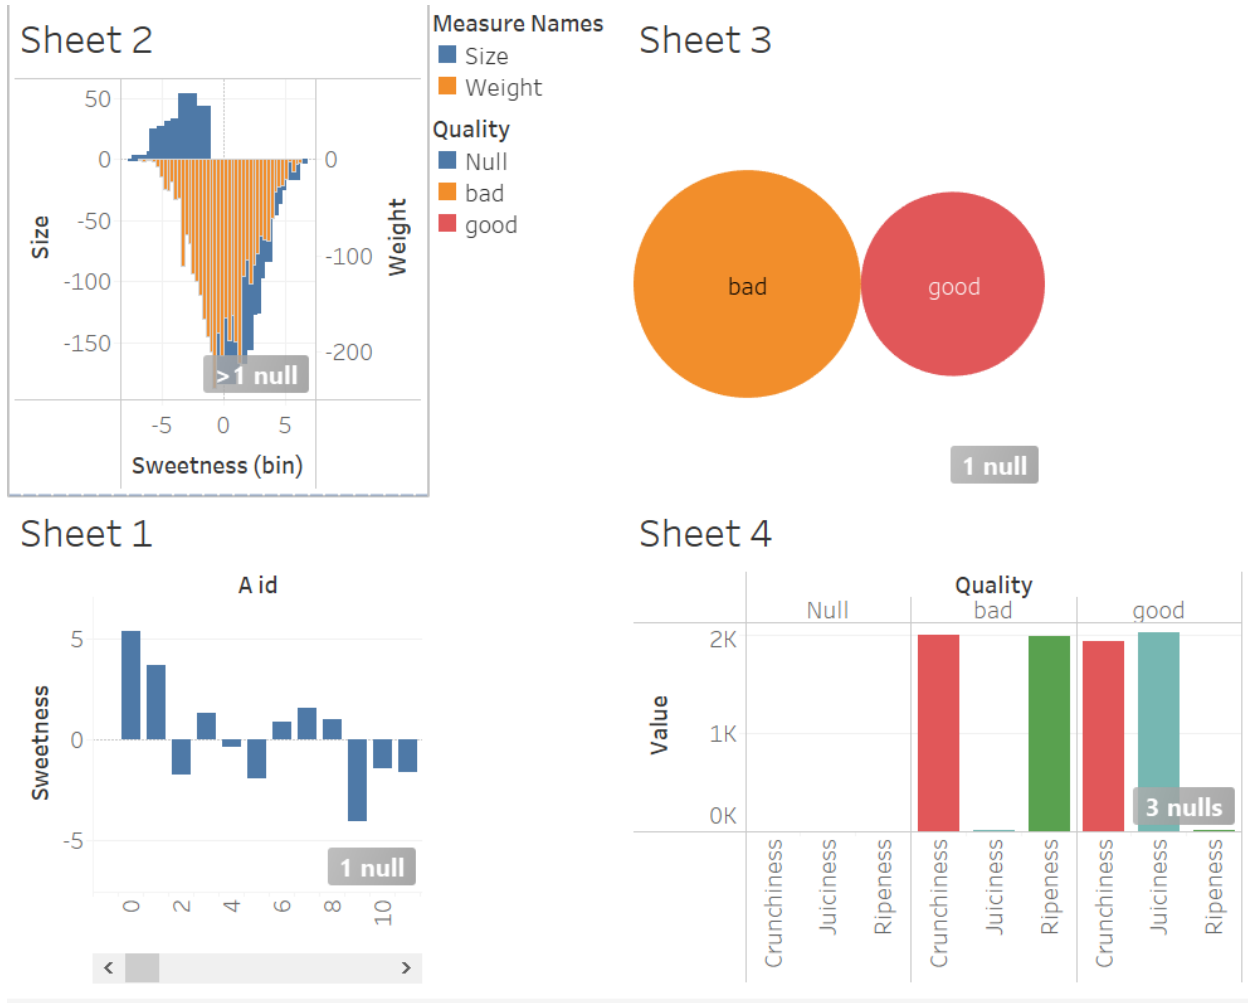 Sheet 2
50
0
-50
-100
-150
Size
0
-100
-200
Weight
>1 null
-5 0 5
Sweetness (bin)
Measure Names
Size
Weight
Quality
Null
bad
good
Sheet 3
bad
good
1 null
Sheet 1
A id
5
0
-5
Sweetness
1 null
0 2 4 6 8 10
Sheet 4
Quality
Null bad good
2K
1K
0K
Value
3 nulls
Crunchiness Juiciness Ripeness Crunchiness Juiciness Ripeness Crunchiness Juiciness Ripeness